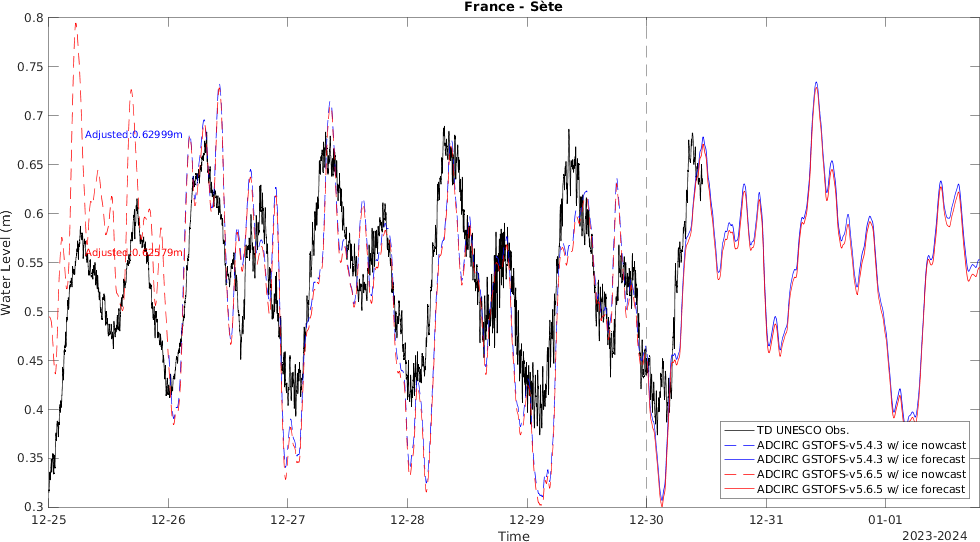 France - Sète
0.8
0.75
0.7
0.65
0.6
0.55
0.5
0.45
0.4
0.35
0.3
Water Level (m)
Adjusted:0.62999m
Adjusted:0.62579m
TD UNESCO Obs.
ADCIRC GSTOFS-v5.4.3 w/ ice nowcast
ADCIRC GSTOFS-v5.4.3 w/ ice forecast
ADCIRC GSTOFS-v5.6.5 w/ ice nowcast
ADCIRC GSTOFS-v5.6.5 w/ ice forecast
12-25 12-26 12-27 12-28 12-29 12-30 12-31 01-01
Time
2023-2024